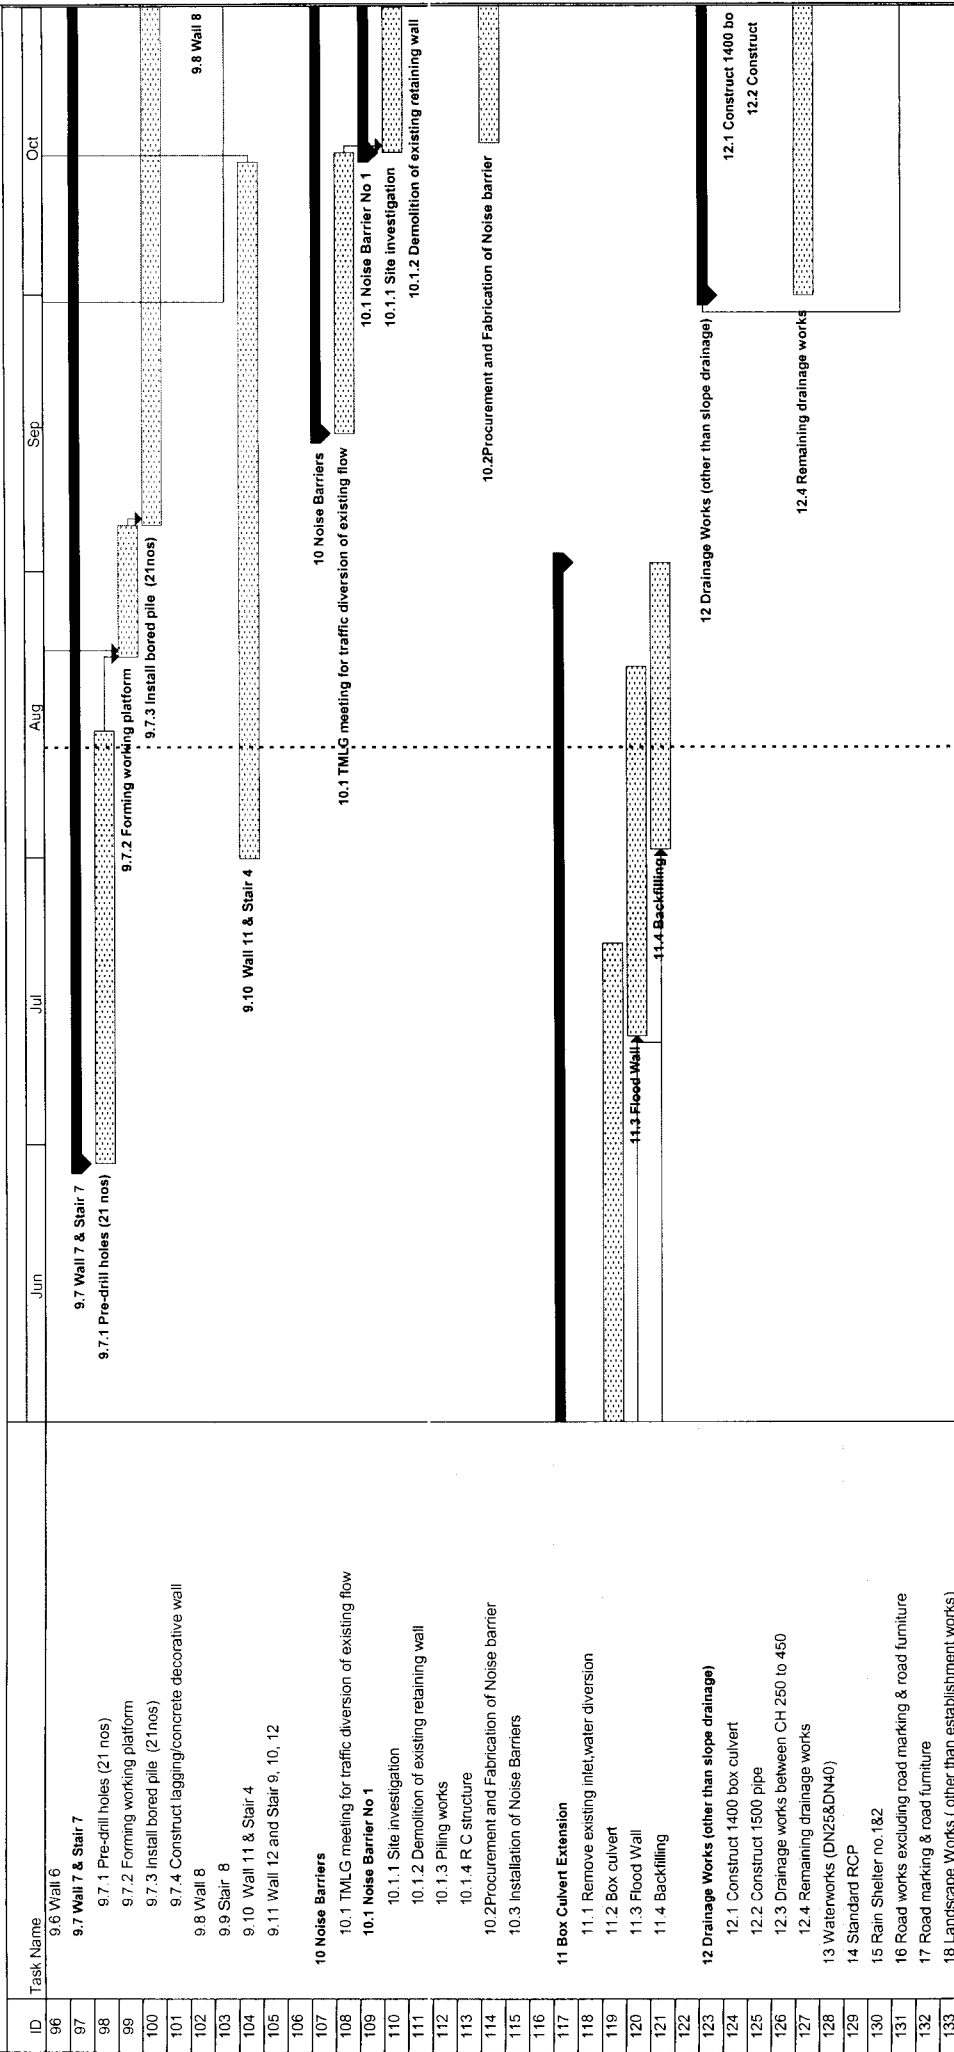 ID Task Name Jun Jul Aug Sep Oct
96 9.6 Wall 6
97 9.7 Wall 7 & Stair 7 9.7 Wall 7 & Stair 7
98 9.7.1 Pre-drill holes (21 nos) 9.7.1 Pre-drill holes (21 nos)
99 9.7.2 Forming working platform 9.7.2 Forming working platform
100 9.7.3 Install bored pile (21nos) 9.7.3 Install bored pile (21nos)
101 9.7.4 Construct lagging/concrete decorative wall
102 9.8 Wall 8 9.8 Wall 8
103 9.9 Stair 8
104 9.10 Wall 11 & Stair 4 9.10 Wall 11 & Stair 4
105 9.11 Wall 12 and Stair 9, 10, 12
106
107 10 Noise Barriers 10 Noise Barriers
108 10.1 TMLG meeting for traffic diversion of existing flow 10.1 TMLG meeting for traffic diversion of existing flow
109 10.1 Noise Barrier No 1 10.1 Noise Barrier No 1
110 10.1.1 Site investigation 10.1.1 Site investigation
111 10.1.2 Demolition of existing retaining wall 10.1.2 Demolition of existing retaining wall
112 10.1.3 Pilling works
113 10.1.4 R C structure
114 10.2Procurement and Fabrication of Noise barrier 10.2Procurement and Fabrication of Noise barrier
115 10.3 Installation of Noise Barriers
116
117 11 Box Culvert Extension
118 11.1 Remove existing inlet,water diversion
119 11.2 Box culvert
120 11.3 Flood Wall 11.3 Flood Wall
121 11.4 Backfilling 11.4 Backfilling
122
123 12 Drainage Works (other than slope drainage) 12 Drainage Works (other than slope drainage)
124 12.1 Construct 1400 box culvert 12.1 Construct 1400 bo
125 12.2 Construct 1500 pipe 12.2 Construct
126 12.3 Drainage works between CH 250 to 450
127 12.4 Remaining drainage works 12.4 Remaining drainage works
128 13 Waterworks (DN25&DN40)
129 14 Standard RCP
130 15 Rain Shelter no.1&2
131 16 Road works excluding road marking & road furniture
132 17 Road marking & road furniture
133 18 Landscape Works ( other than establishment works)